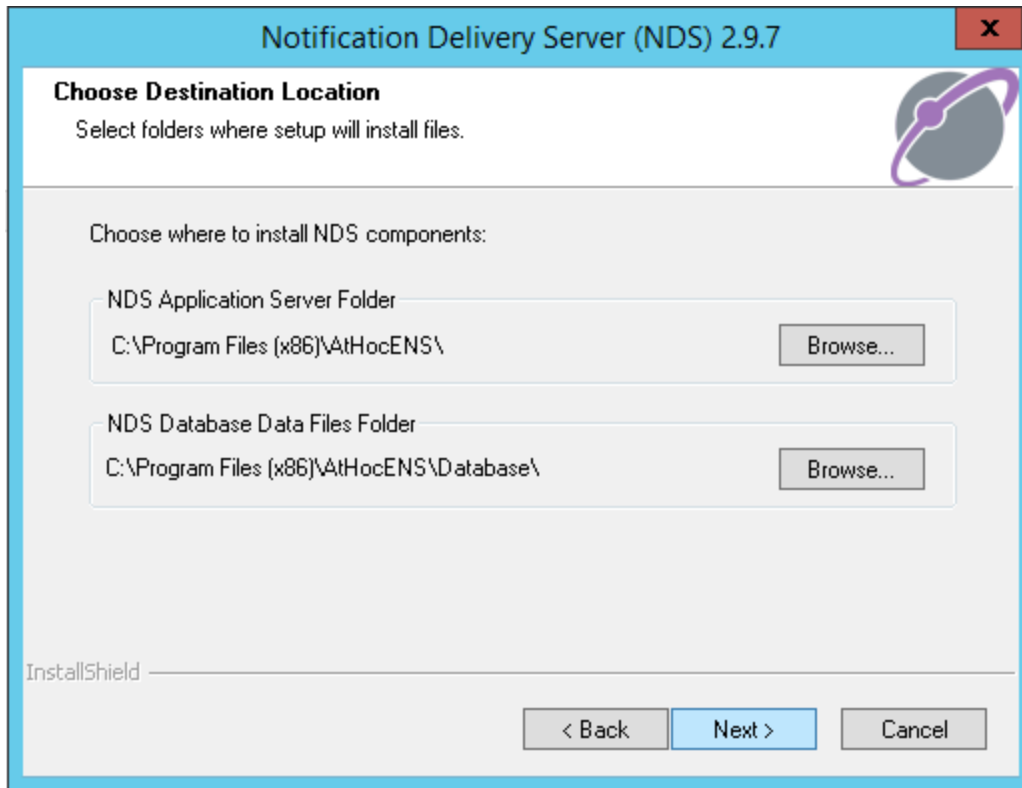 Notification Delivery Server (NDS) 2.9.7
X
Choose Destination Location
Select folders where setup will install files.
Choose where to install NDS components:
NDS Application Server Folder
C:\Program Files (x86)\AtHocENS\
Browse...
NDS Database Data Files Folder
C:\Program Files (x86)\AtHocENS\Database\
Browse...
InstallShield
< Back
Next >
Cancel